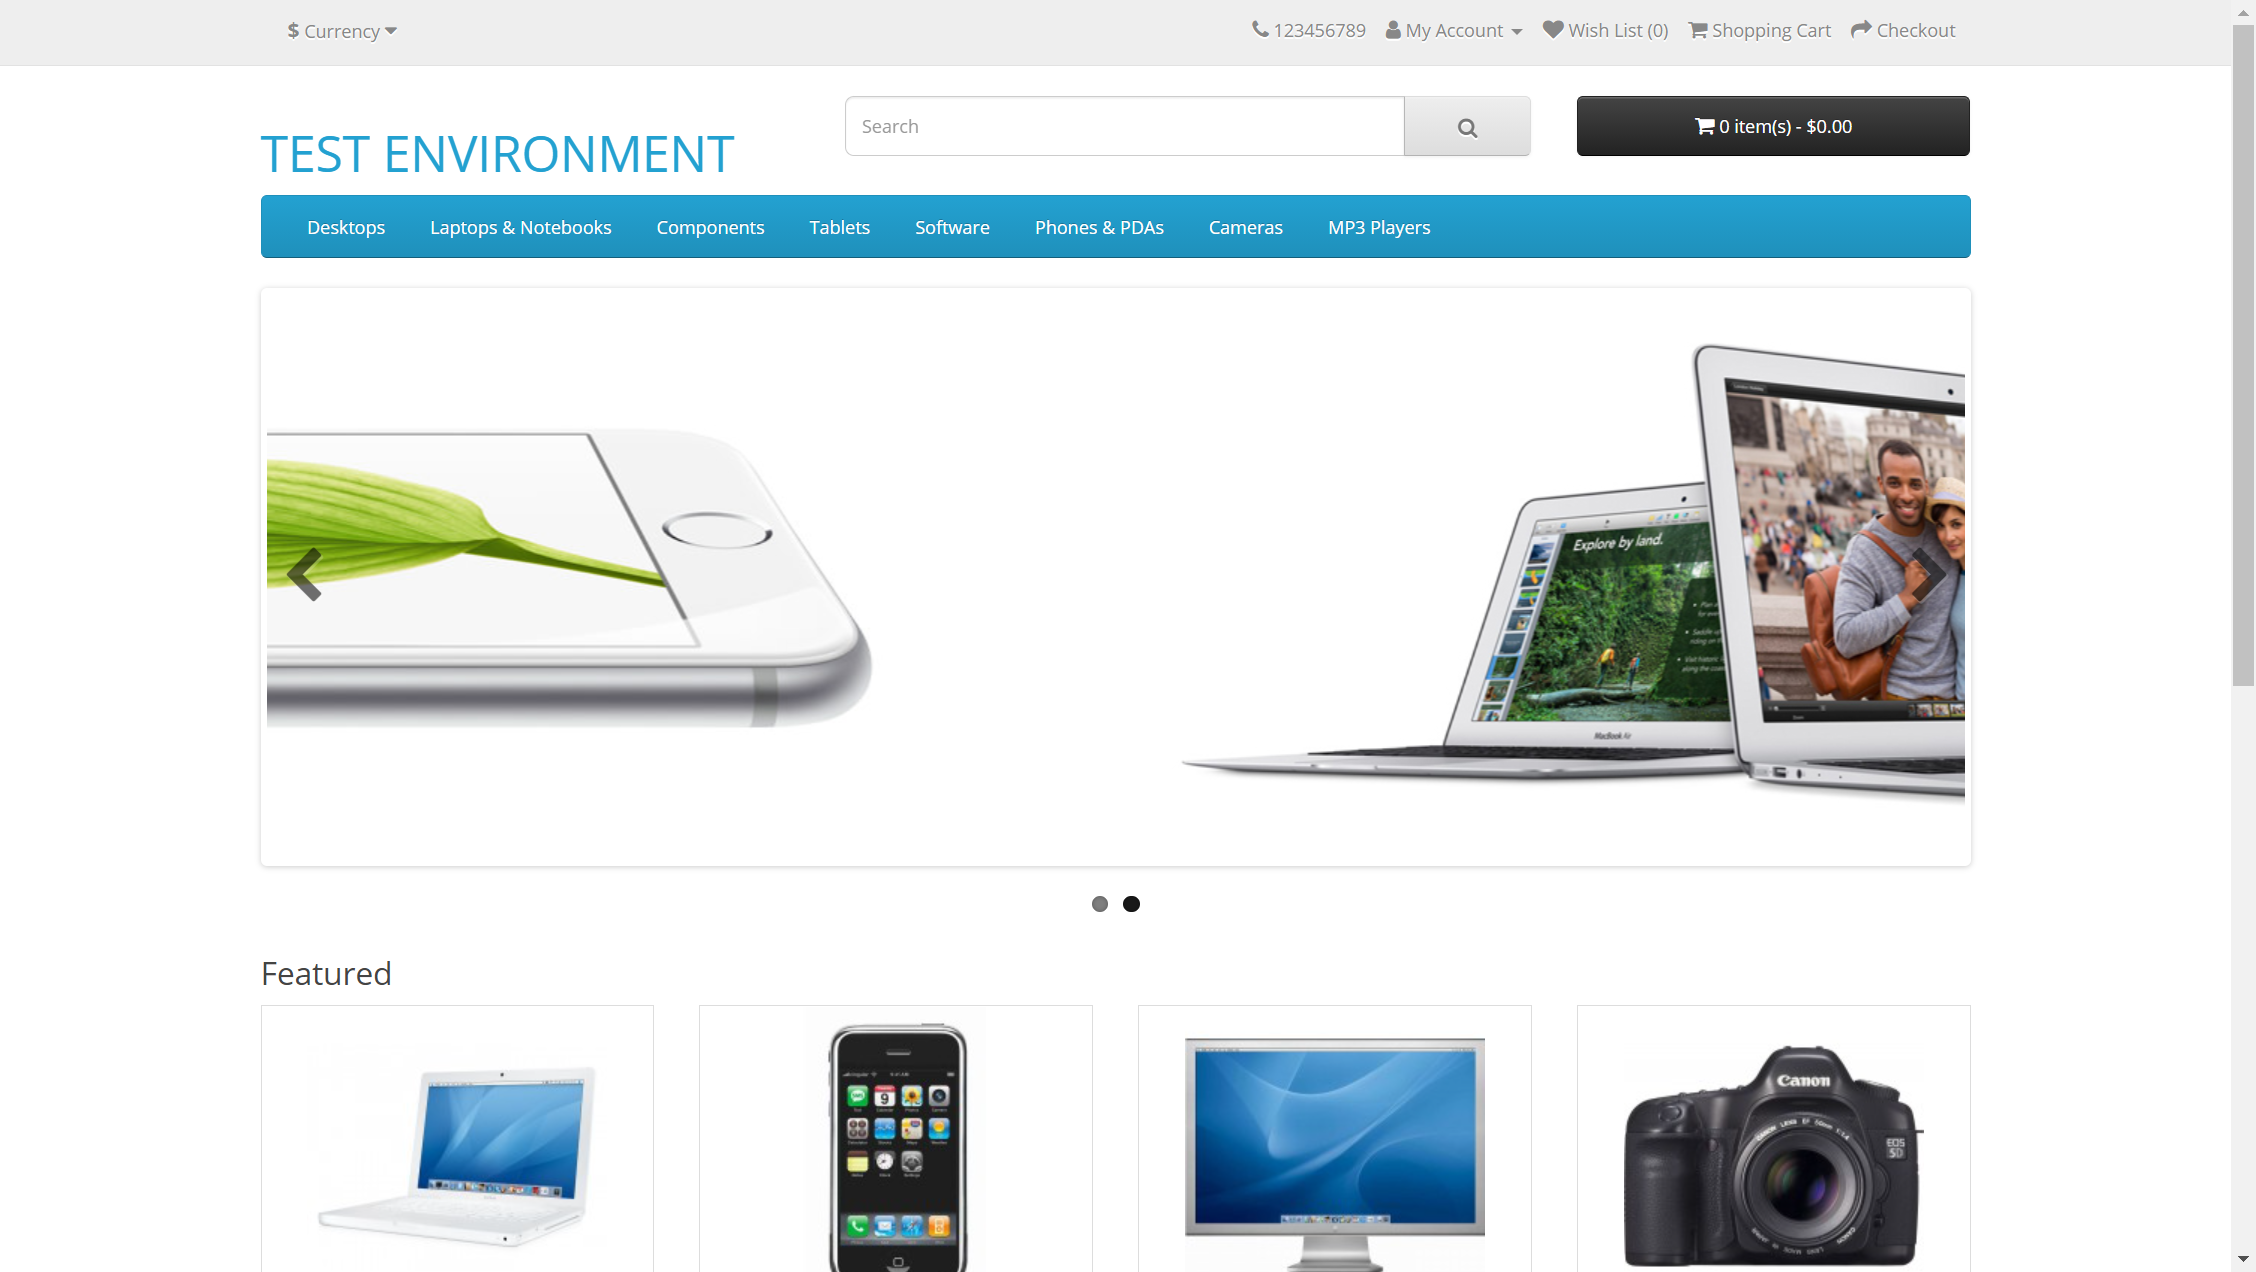 $ Currency
123456789 My Account Wish List (0) Shopping Cart Checkout
TEST ENVIRONMENT
Search
0 item(s) - $0.00
Desktops Laptops & Notebooks Components Tablets Software Phones & PDAs Cameras MP3 Players
Explore by land.
MacBook Air
Featured
9
Canon
EOS
5D